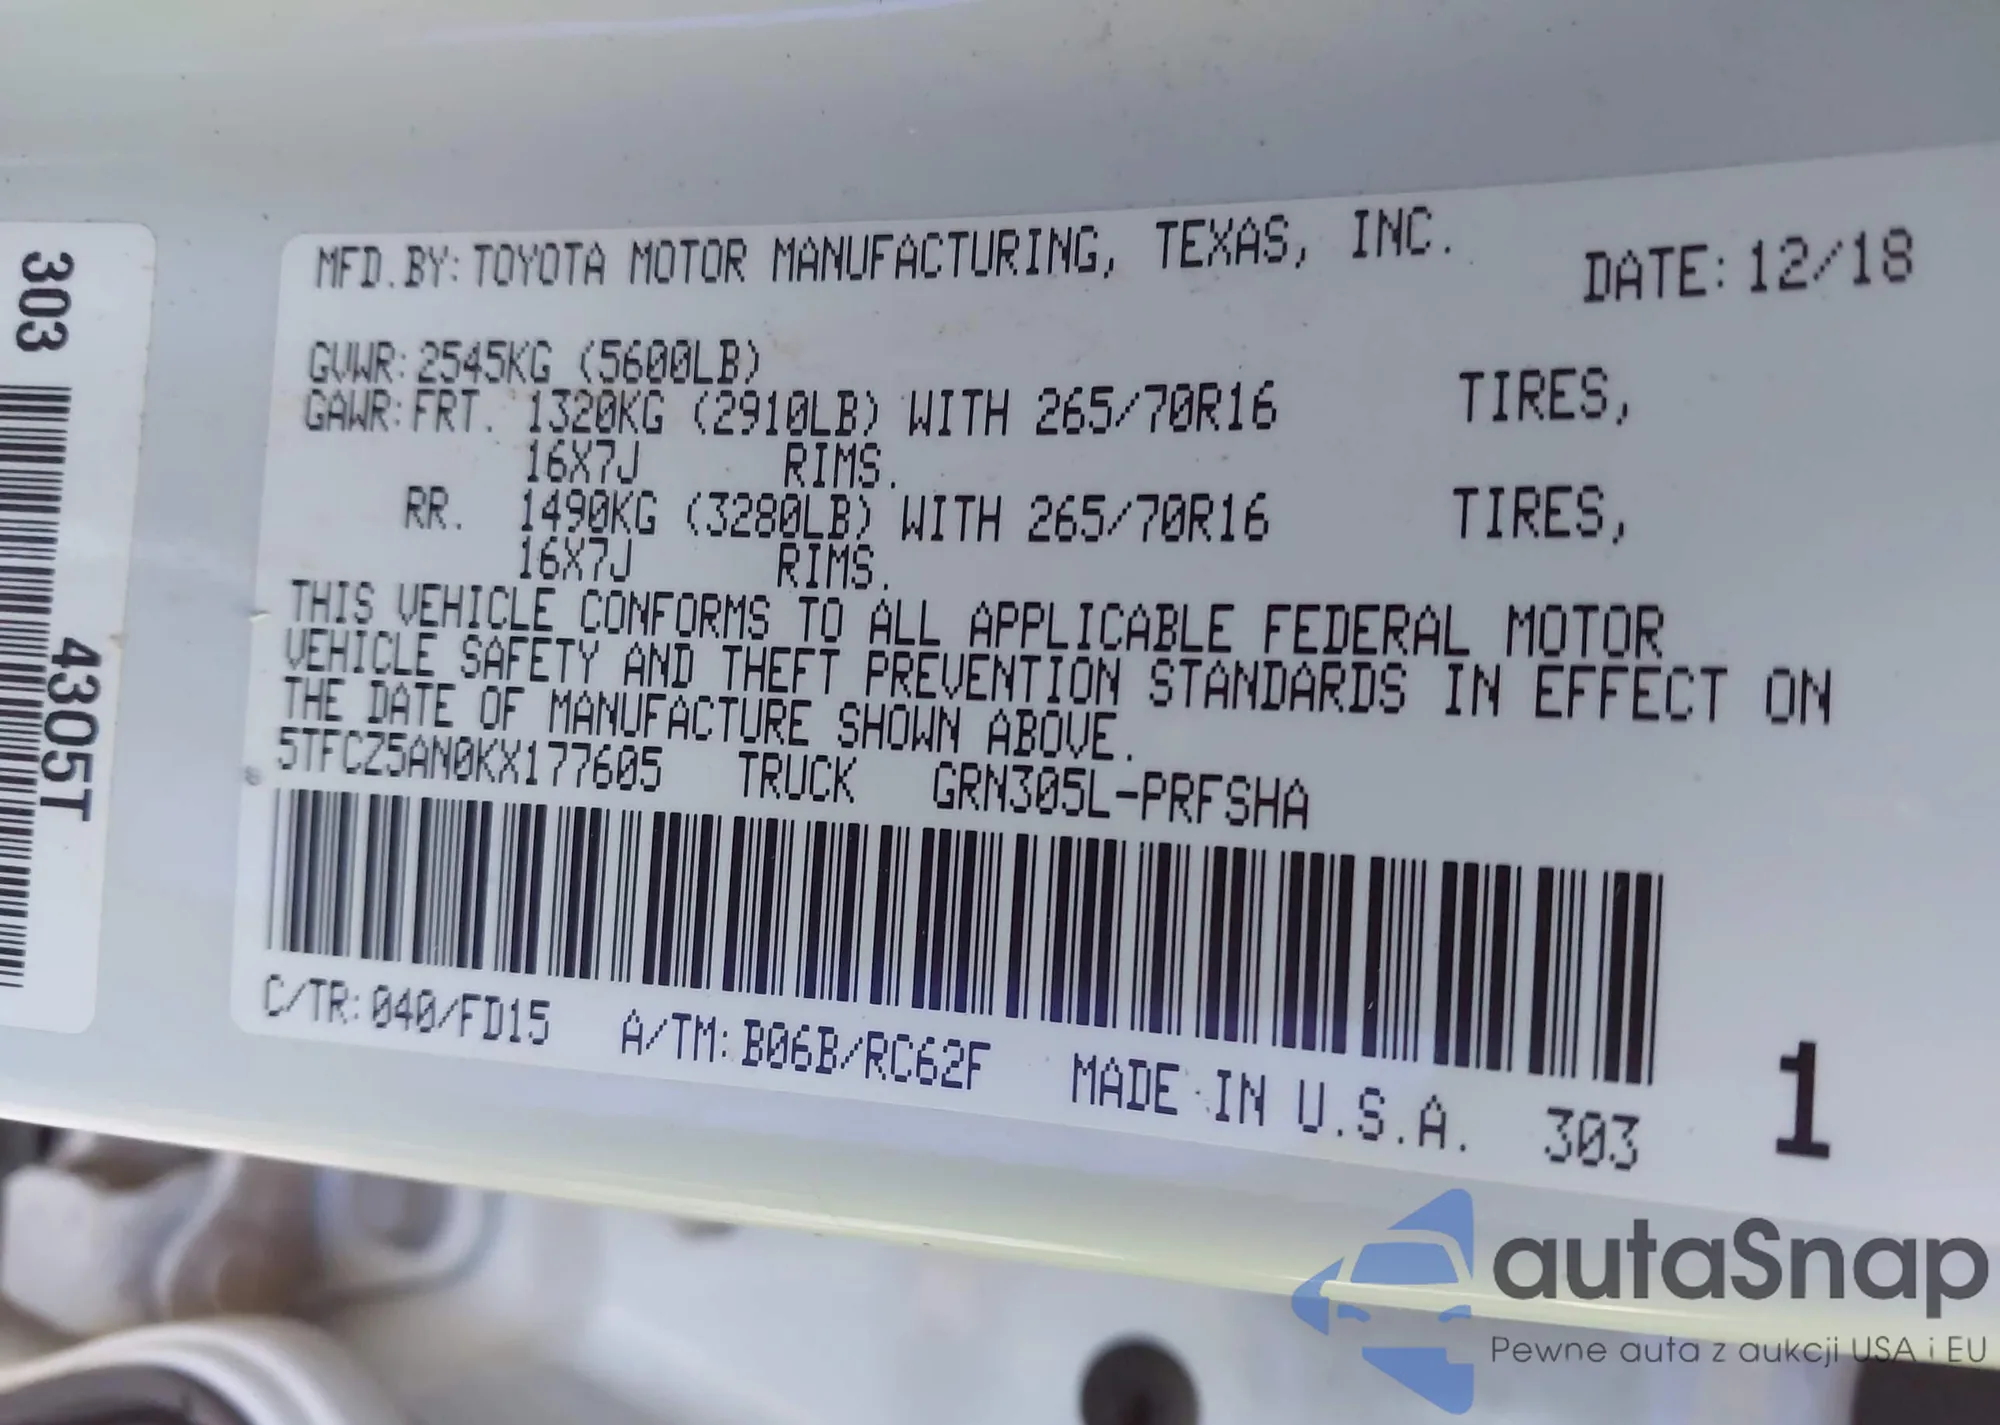 303
4305T
MFD.BY:TOYOTA MOTOR MANUFACTURING, TEXAS, INC. DATE:12/18
GVWR:2545KG (5600LB)
GAWR:FRT. 1320KG (2910LB) WITH 265/70R16 TIRES,
16X7J RIMS.
RR. 1490KG (3280LB) WITH 265/70R16 TIRES,
16X7J RIMS.
THIS VEHICLE CONFORMS TO ALL APPLICABLE FEDERAL MOTOR
VEHICLE SAFETY AND THEFT PREVENTION STANDARDS IN EFFECT ON
THE DATE OF MANUFACTURE SHOWN ABOVE.
5TFCZ5AN0KX177605 TRUCK GRN305L-PRFSHA
C/TR:040/FD15 A/TM:B06B/RC62F MADE IN U.S.A. 303 1
autaSnap
Pewne auta z aukcji USA i EU